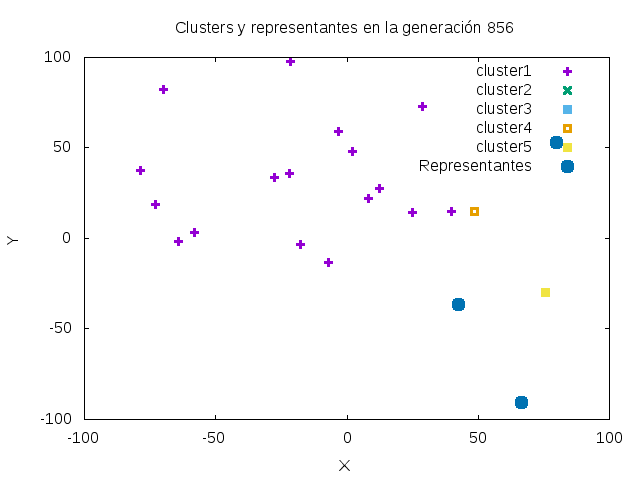 Clusters y representantes en la generación 856
100
50
0
-50
-100
-100
-50
0
50
100
Y
X
cluster1
cluster2
cluster3
cluster4
cluster5
Representantes